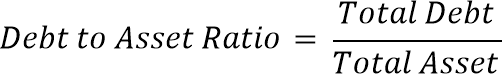 Debt to Asset Ratio = Total Debt / Total Asset